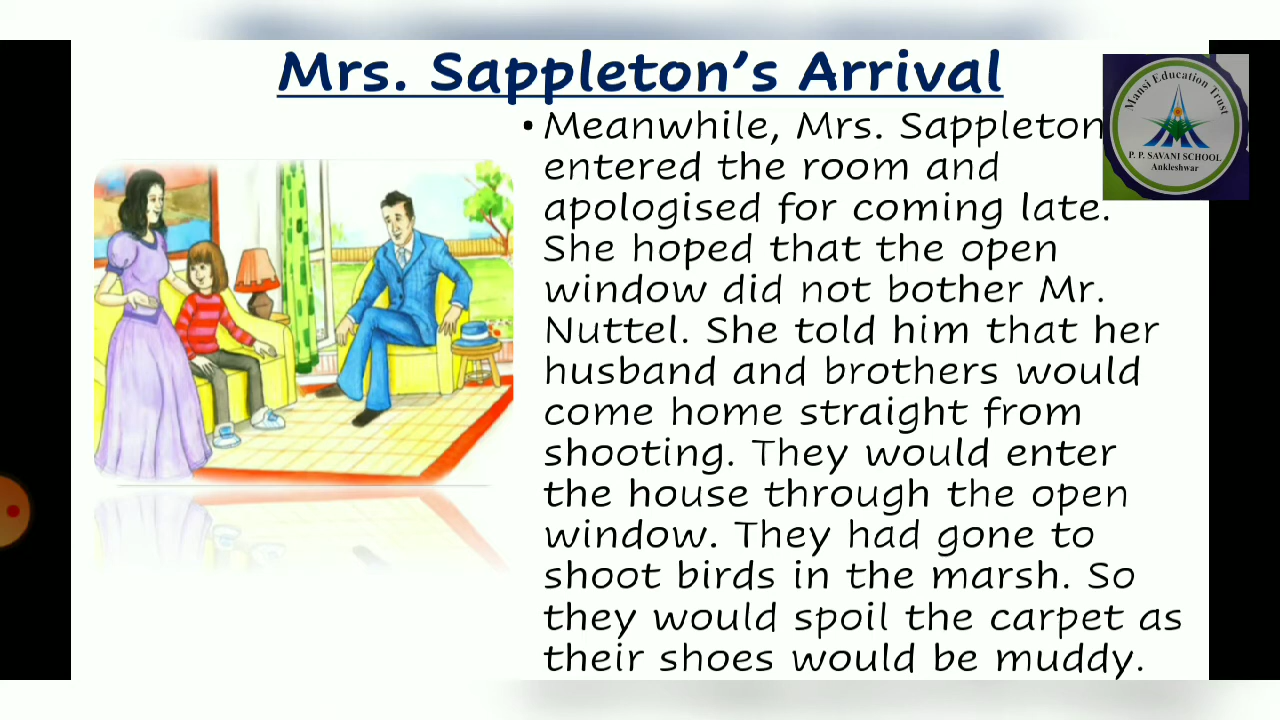 Mrs. Sappleton's Arrival
• Meanwhile, Mrs. Sappleton
entered the room and
apologised for coming late.
She hoped that the open
window did not bother Mr.
Nuttel. She told him that her
husband and brothers would
come home straight from
shooting. They would enter
the house through the open
window. They had gone to
shoot birds in the marsh. So
they would spoil the carpet as
their shoes would be muddy.
Mansi Education Trust
P. P. SAVANI SCHOOL
Ankleshwar